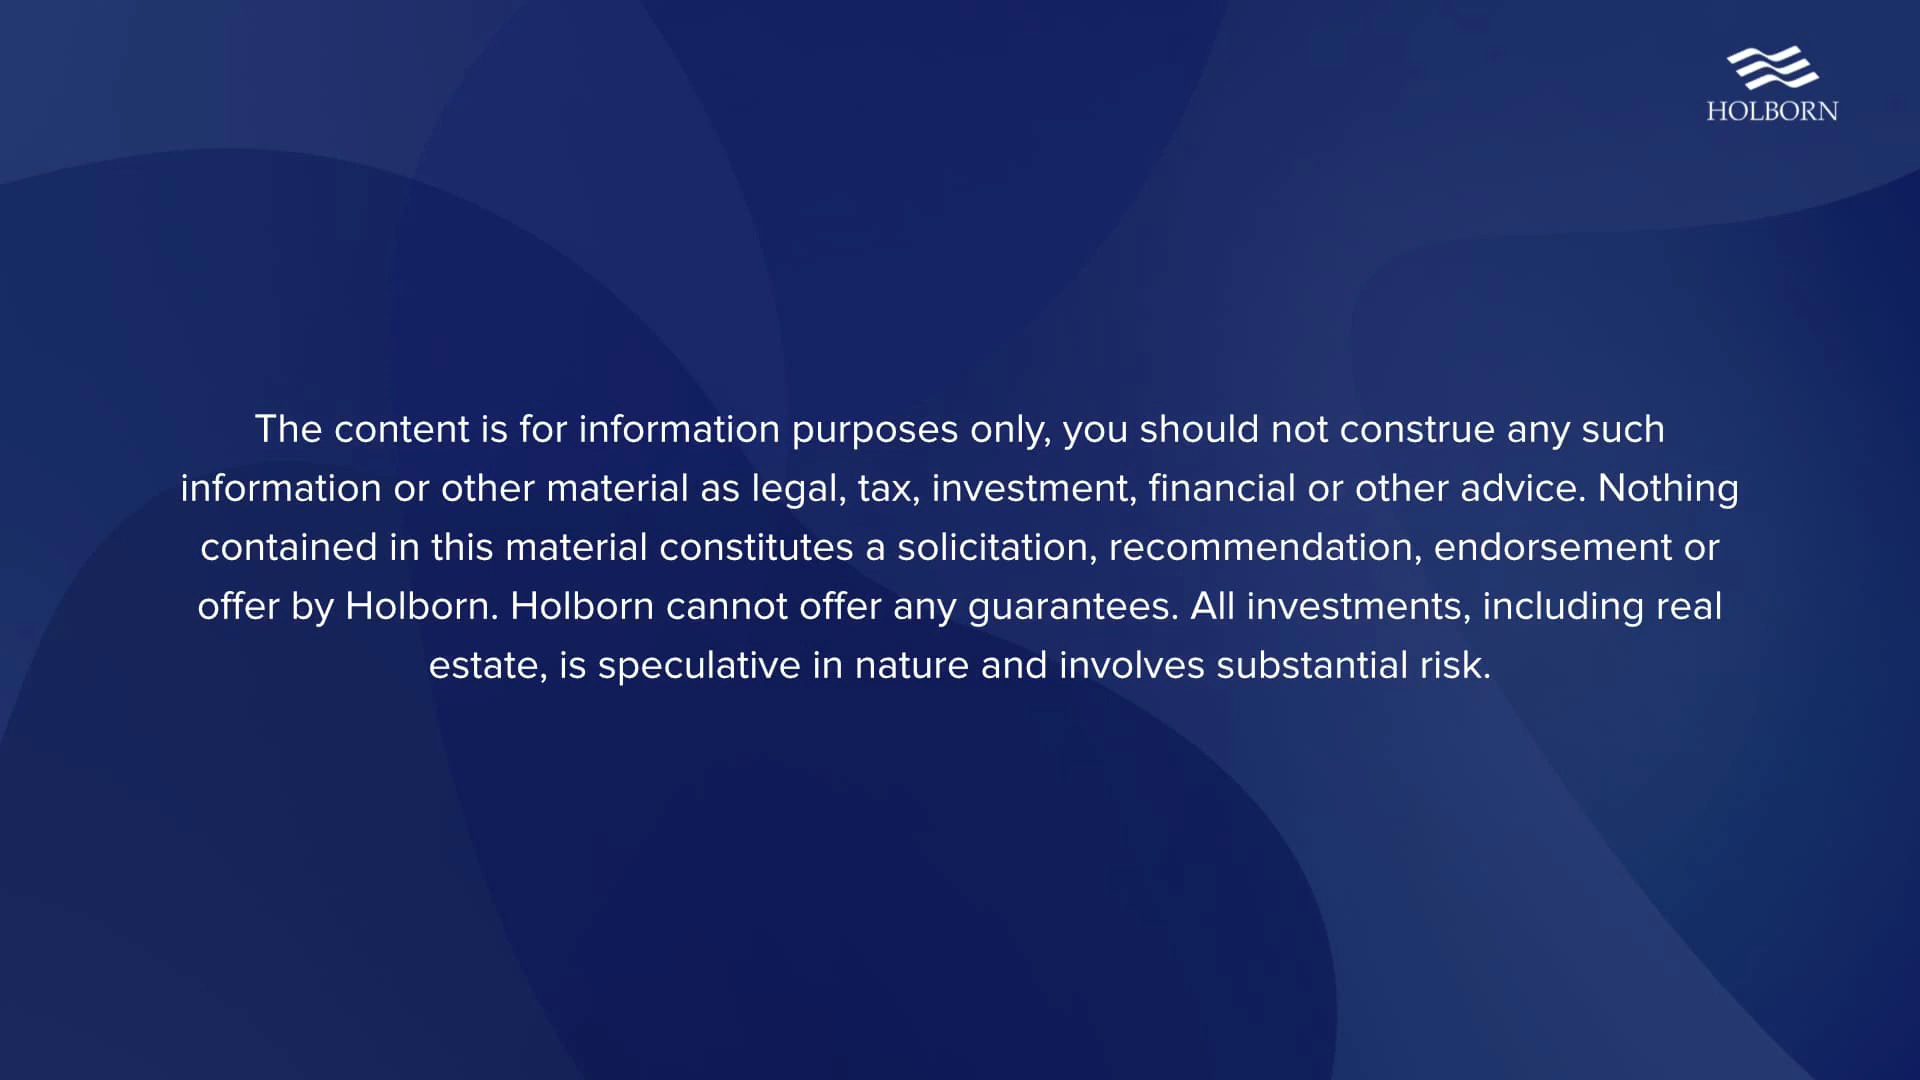 HOLBORN
The content is for information purposes only, you should not construe any such
information or other material as legal, tax, investment, financial or other advice. Nothing
contained in this material constitutes a solicitation, recommendation, endorsement or
offer by Holborn. Holborn cannot offer any guarantees. All investments, including real
estate, is speculative in nature and involves substantial risk.